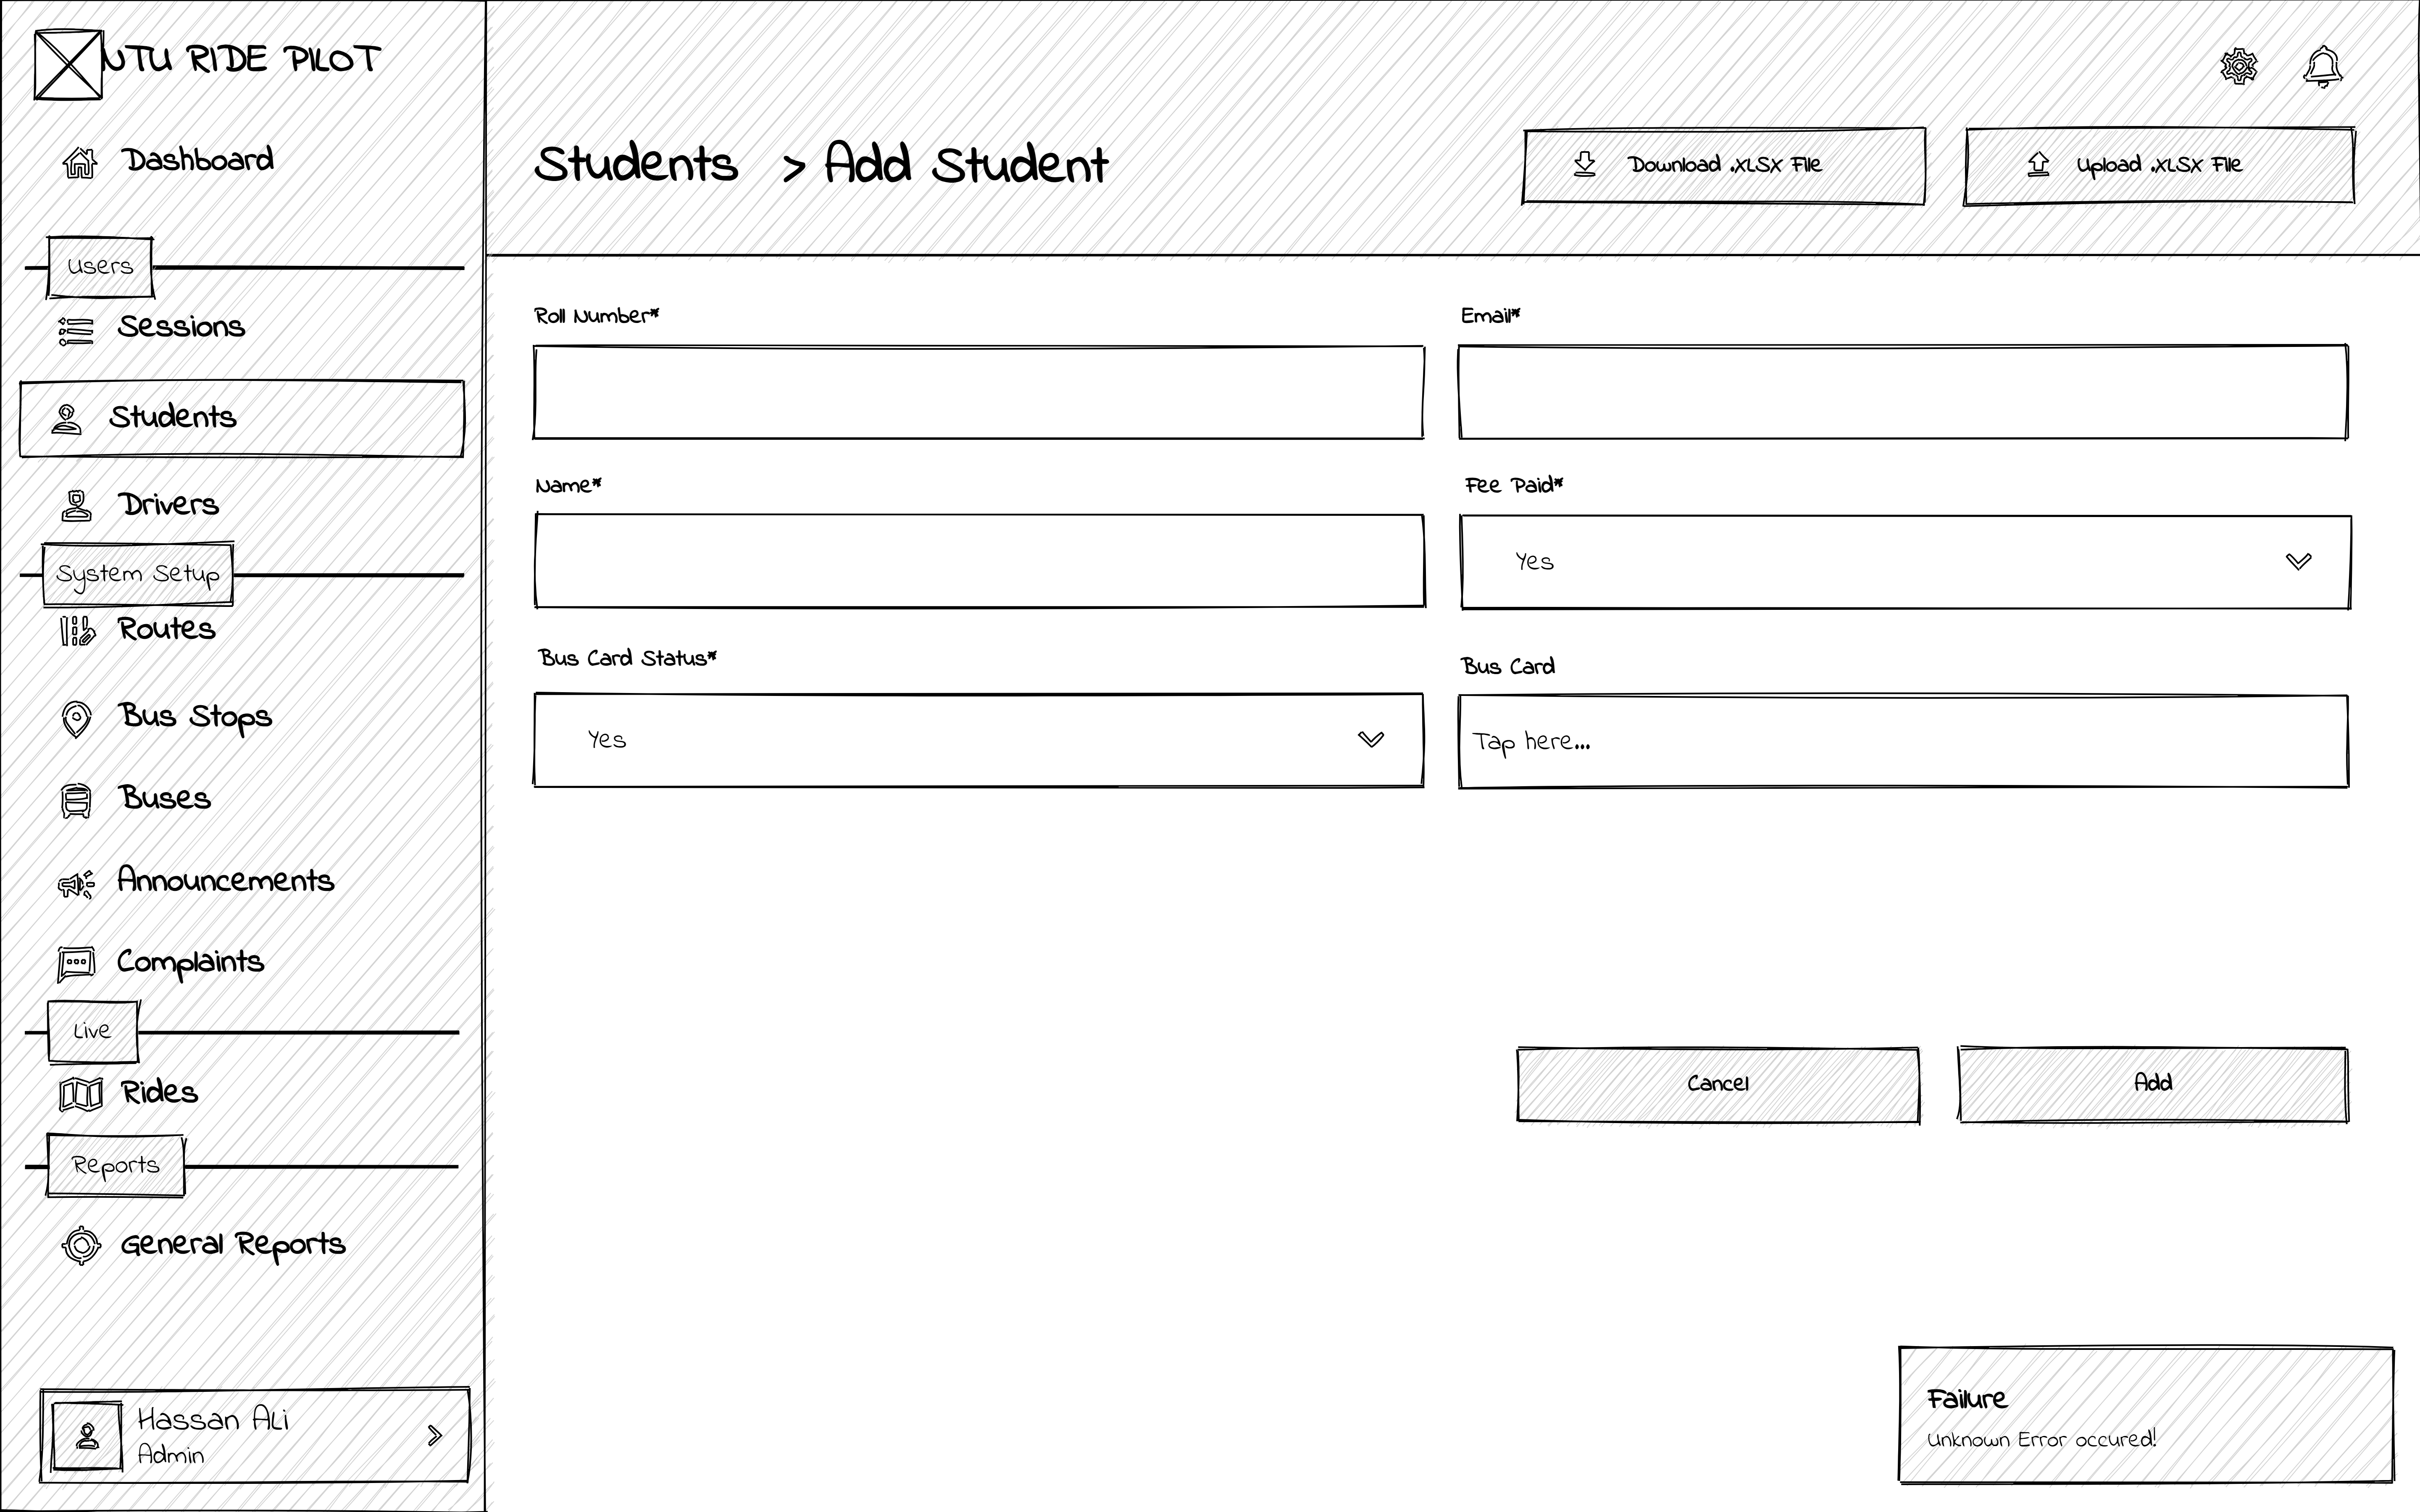 NTU RIDE PILOT
Dashboard
Users
Sessions
Students
Drivers
System Setup
Routes
Bus Stops
Buses
Announcements
Complaints
Live
Rides
Reports
General Reports
Hassan Ali
Admin
Students > Add Student
Download .XLSX File
Upload .XLSX File
Roll Number*
Email*
Name*
Fee Paid*
Yes
Bus Card Status*
Bus Card
Yes
Tap here...
Cancel
Add
Failure
Unknown Error occured!